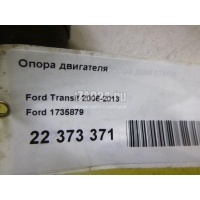 Опора двигателя
Ford Transit 2006-2013
Ford 1735879
22 373 371